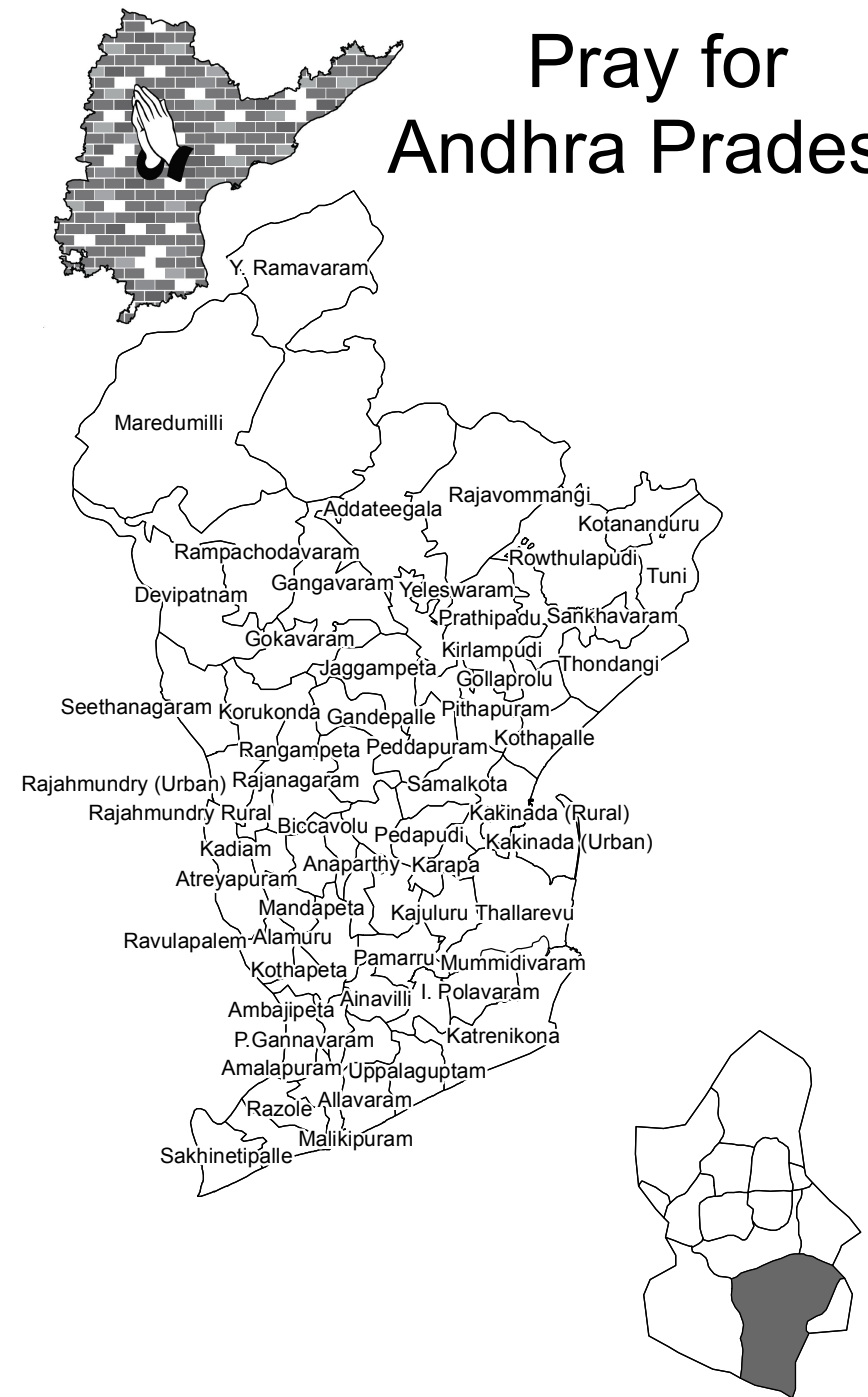 Pray for
Andhra Prades
Y. Ramavaram
Maredumilli
Rajavommangi
Addateegala
Kotananduru
Rampachodavaram
Rowthulapudi
Tuni
Gangavaram
Yeleswaram
Devipatnam
Prathipadu
Sankhavaram
Gokavaram
Kirlampudi
Thondangi
Jaggampeta
Gollaprolu
Seethanagaram
Korukonda
Gandepalle
Pithapuram
Kothapalle
Rangampeta
Peddapuram
Rajahmundry (Urban)
Rajanagaram
Samalkota
Rajahmundry Rural
Kakinada (Rural)
Biccavolu
Pedapudi
Kakinada (Urban)
Kadiam
Anaparthy
Karapa
Atreyapuram
Mandapeta
Kajuluru
Thallarevu
Ravulapalem
Alamuru
Pamarru
Mummidivaram
Kothapeta
Ainavilli
I. Polavaram
Ambajipeta
P.Gannavaram
Katrenikona
Amalapuram
Uppalaguptam
Razole
Allavaram
Malikipuram
Sakhinetipalle